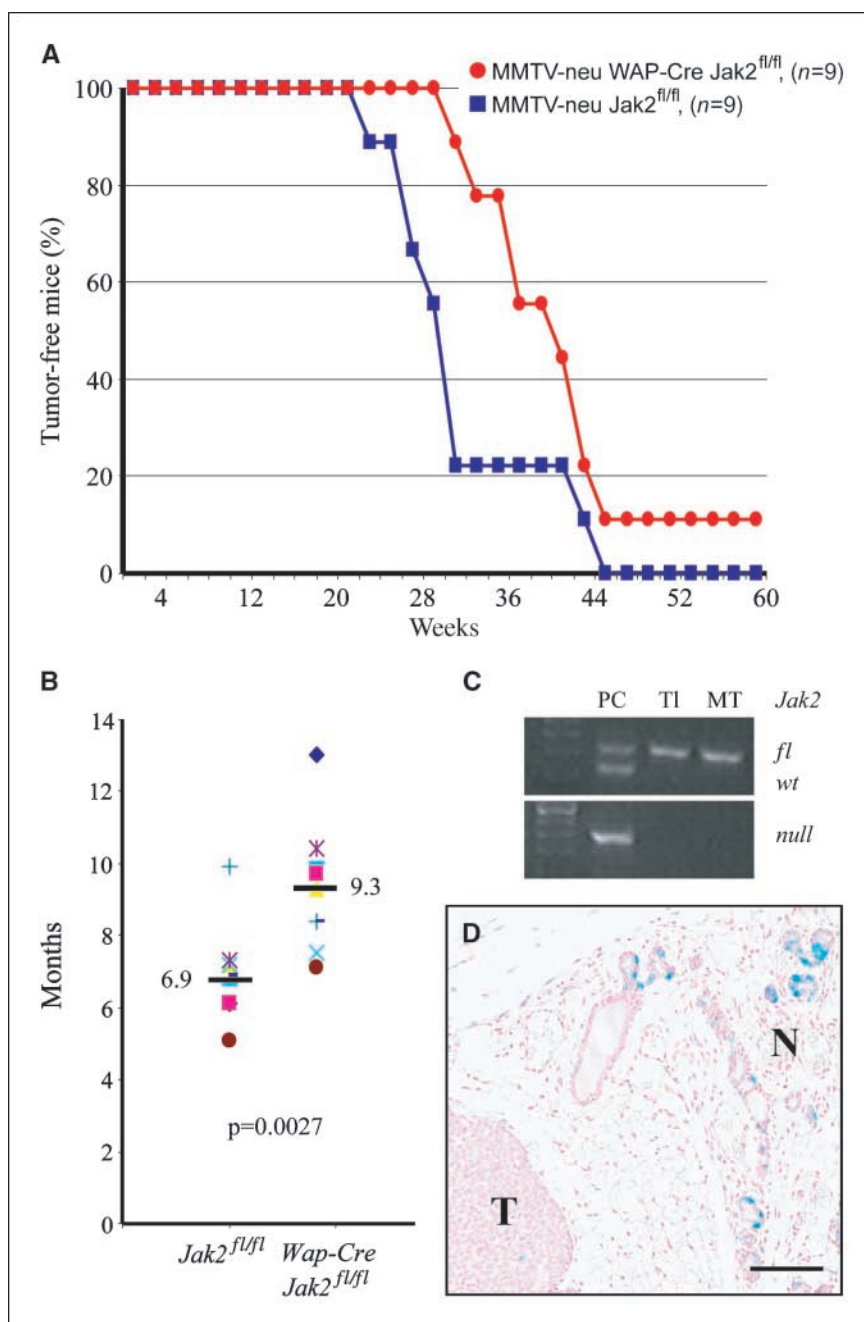 A
MMTV-neu WAP-Cre Jak2fl/fl, (n=9)
MMTV-neu Jak2fl/fl, (n=9)
Tumor-free mice (%)
100
80
60
40
20
0
4 12 20 28 36 44 52 60
Weeks
B
Months
14
12
10
8
6
4
2
0
6.9
9.3
p=0.0027
Jak2fl/fl
Wap-Cre
Jak2fl/fl
C
PC Tl MT Jak2
fl
wt
null
D
N
T